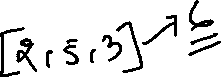 [2,5,3] → 6